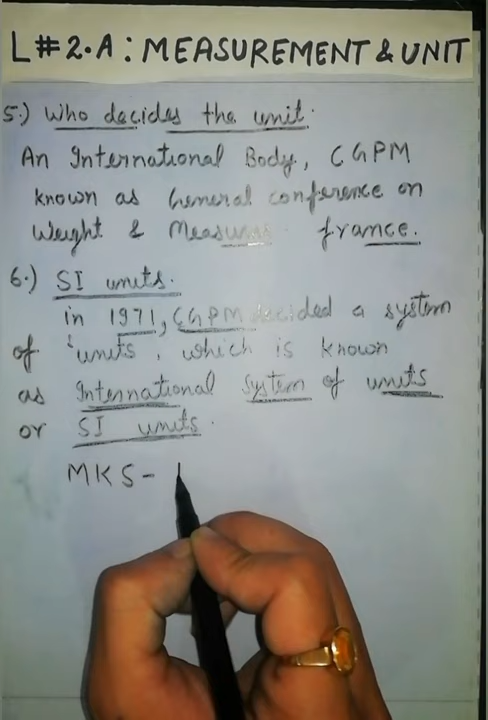 L#2.A: MEASUREMENT & UNIT
5.) Who decides the unit.
An International Body, CGPM
known as General conference on
Weight & Measures france.
6.) SI units.
in 1971, CGPM decided a system
of units, which is known
as International System of units
or SI units.
MKS-